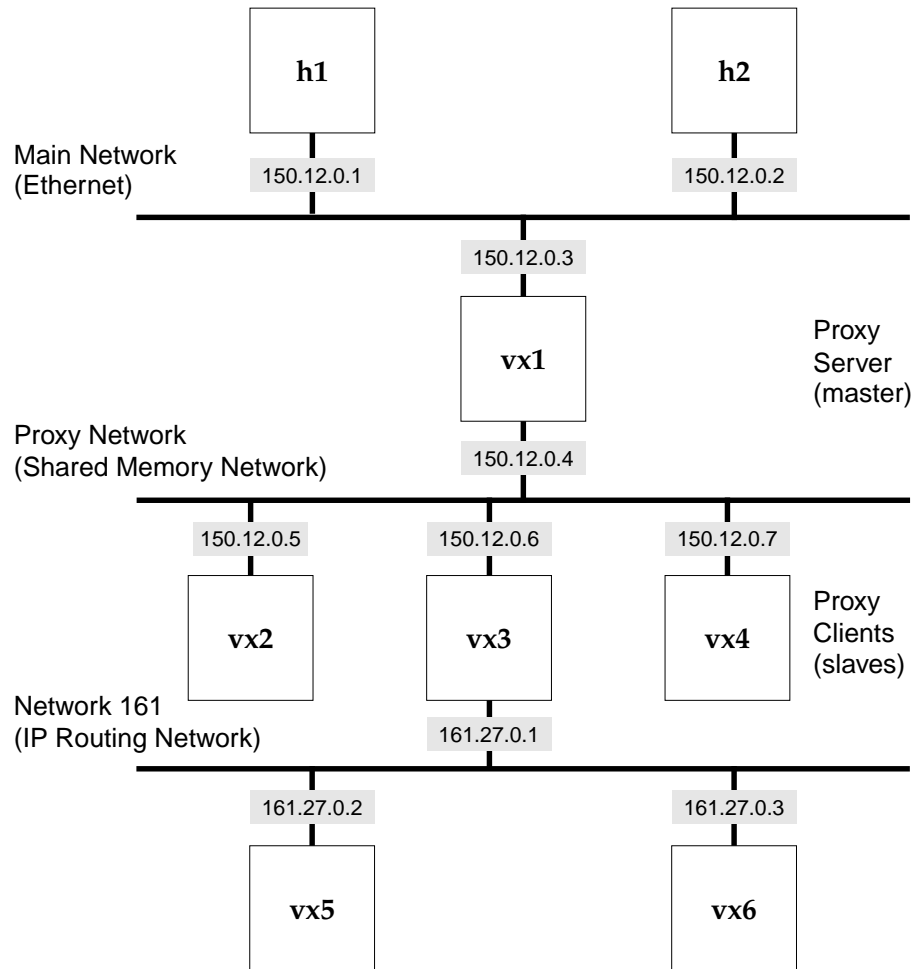 h1
h2
Main Network
(Ethernet)
150.12.0.1
150.12.0.2
150.12.0.3
vx1
Proxy
Server
(master)
Proxy Network
(Shared Memory Network)
150.12.0.4
150.12.0.5
150.12.0.6
150.12.0.7
vx2
vx3
vx4
Proxy
Clients
(slaves)
Network 161
(IP Routing Network)
161.27.0.1
161.27.0.2
161.27.0.3
vx5
vx6